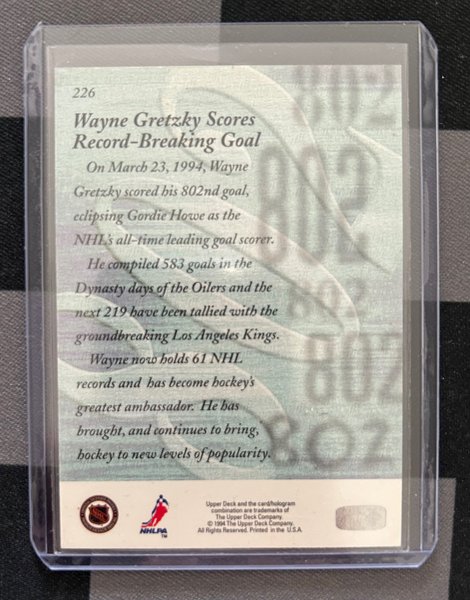 226
Wayne Gretzky Scores
Record-Breaking Goal
On March 23, 1994, Wayne
Gretzky scored his 802nd goal,
eclipsing Gordie Howe as the
NHL's all-time leading goal scorer.
He compiled 583 goals in the
Dynasty days of the Oilers and the
next 219 have been tallied with the
groundbreaking Los Angeles Kings.
Wayne now holds 61 NHL
records and has become hockey's
greatest ambassador. He has
brought, and continues to bring,
hockey to new levels of popularity.
NHLPA
TM
Upper Deck and the card/hologram
combination are trademarks of
The Upper Deck Company.
© 1994 The Upper Deck Company.
All Rights Reserved. Printed in the U.S.A.